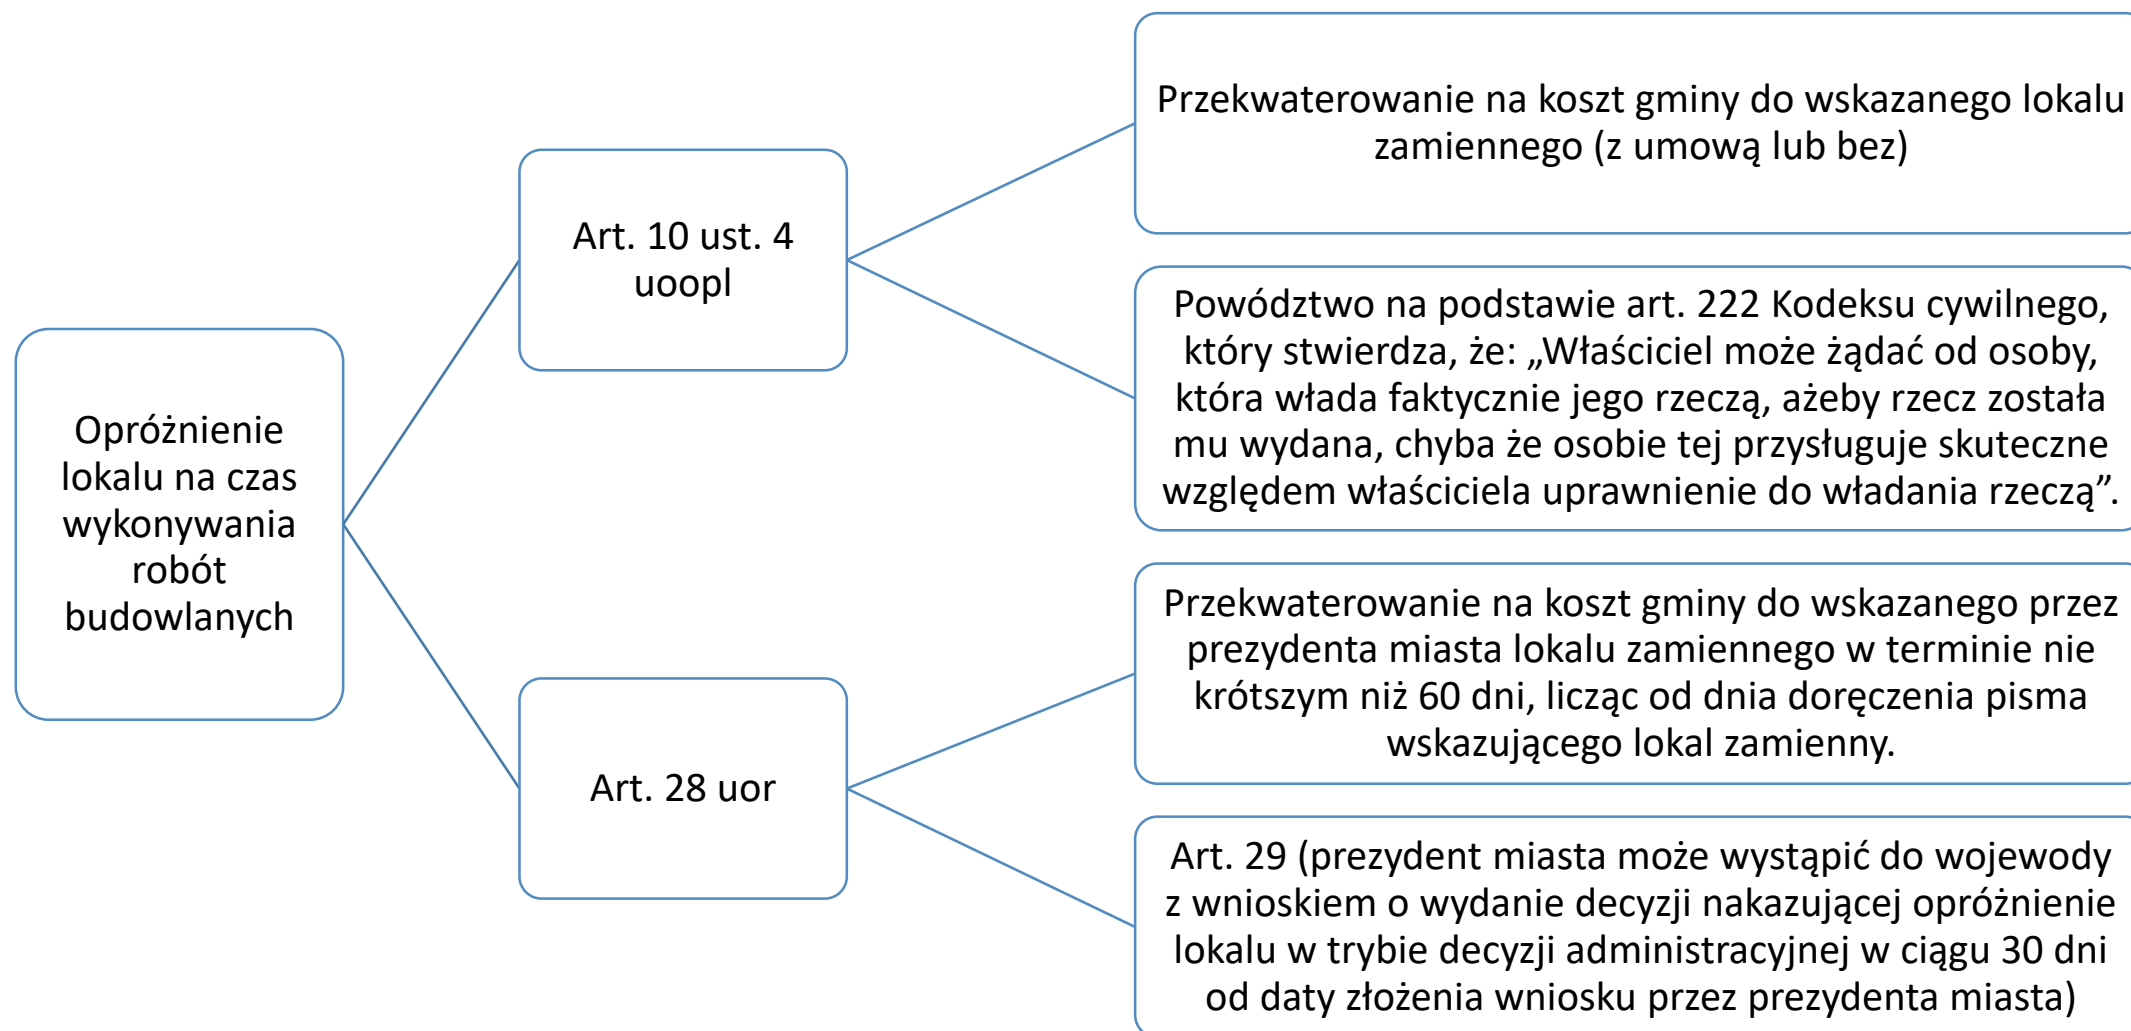 Opróżnienie
lokalu na czas
wykonywania
robót
budowlanych
Art. 10 ust. 4
uoopl
Przekwaterowanie na koszt gminy do wskazanego lokalu
zamiennego (z umową lub bez)
Powództwo na podstawie art. 222 Kodeksu cywilnego,
który stwierdza, że: „Właściciel może żądać od osoby,
która włada faktycznie jego rzeczą, ażeby rzecz została
mu wydana, chyba że osobie tej przysługuje skuteczne
względem właściciela uprawnienie do władania rzeczą”.
Art. 28 uor
Przekwaterowanie na koszt gminy do wskazanego przez
prezydenta miasta lokalu zamiennego w terminie nie
krótszym niż 60 dni, licząc od dnia doręczenia pisma
wskazującego lokal zamienny.
Art. 29 (prezydent miasta może wystąpić do wojewody
z wnioskiem o wydanie decyzji nakazującej opróżnienie
lokalu w trybie decyzji administracyjnej w ciągu 30 dni
od daty złożenia wniosku przez prezydenta miasta)